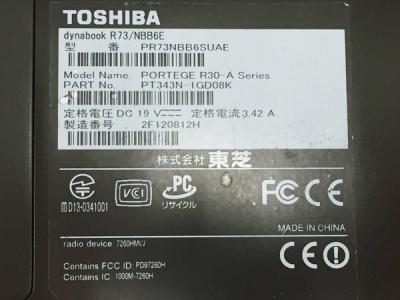 TOSHIBA
dynabook R73/NBB6E
型 番 PR73NBB6SUAE
Model Name: PORTEGE R30-A Series
PART No. PT343N-1GD08K
定格電圧 DC 19 V 定格電流 3.42 A
製造番号 2F120812H
株式会社 東芝
D13-0341001
VCI
PC
リサイクル
FCC CE
MADE IN CHINA
radio device 7260HMW
CE
Contains FCC ID: PD97260H
Contains IC: 1000M-7260H